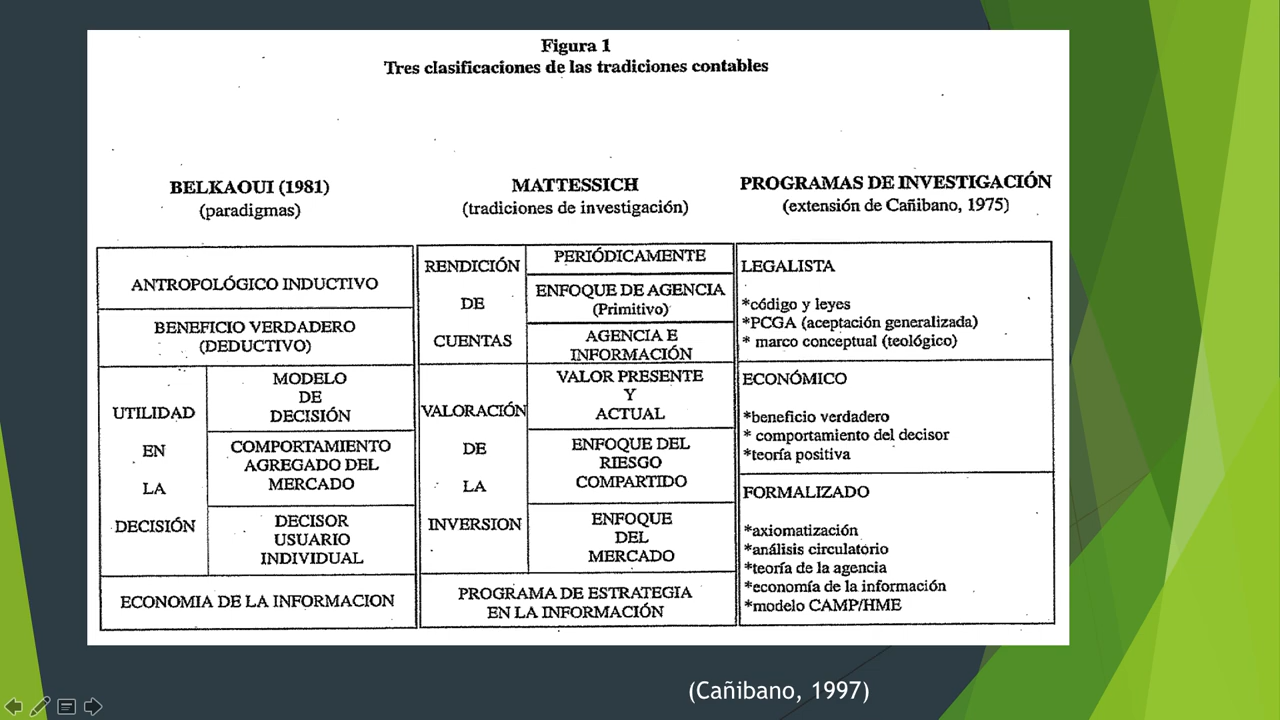 Figura 1
Tres clasificaciones de las tradiciones contables
BELKAOUI (1981)
(paradigmas)
ANTROPOLÓGICO INDUCTIVO
BENEFICIO VERDADERO
(DEDUCTIVO)
UTILIDAD
EN
LA
DECISIÓN
MODELO
DE
DECISIÓN
COMPORTAMIENTO
AGREGADO DEL
MERCADO
DECISOR
USUARIO
INDIVIDUAL
ECONOMIA DE LA INFORMACION
MATTESSICH
(tradiciones de investigación)
RENDICIÓN
DE
CUENTAS
PERIÓDICAMENTE
ENFOQUE DE AGENCIA
(Primitivo)
AGENCIA E
INFORMACIÓN
VALORACIÓN
DE
LA
INVERSION
VALOR PRESENTE
Y
ACTUAL
ENFOQUE DEL
RIESGO
COMPARTIDO
ENFOQUE
DEL
MERCADO
PROGRAMA DE ESTRATEGIA
EN LA INFORMACIÓN
PROGRAMAS DE INVESTIGACIÓN
(extensión de Cañibano, 1975)
LEGALISTA
*código y leyes
*PCGA (aceptación generalizada)
* marco conceptual (teológico)
ECONÓMICO
*beneficio verdadero
* comportamiento del decisor
*teoría positiva
FORMALIZADO
*axiomatización
*análisis circulatorio
*teoría de la agencia
*economía de la información
*modelo CAMP/HME
(Cañibano, 1997)